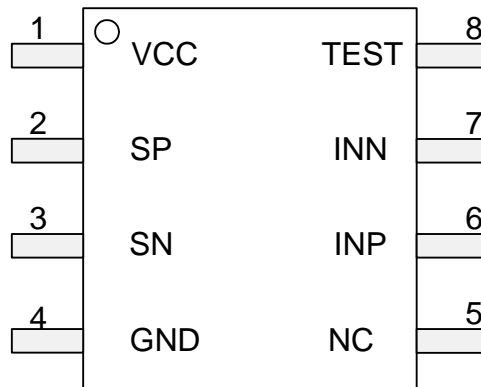 1 VCC TEST 8
2 SP INN 7
3 SN INP 6
4 GND NC 5